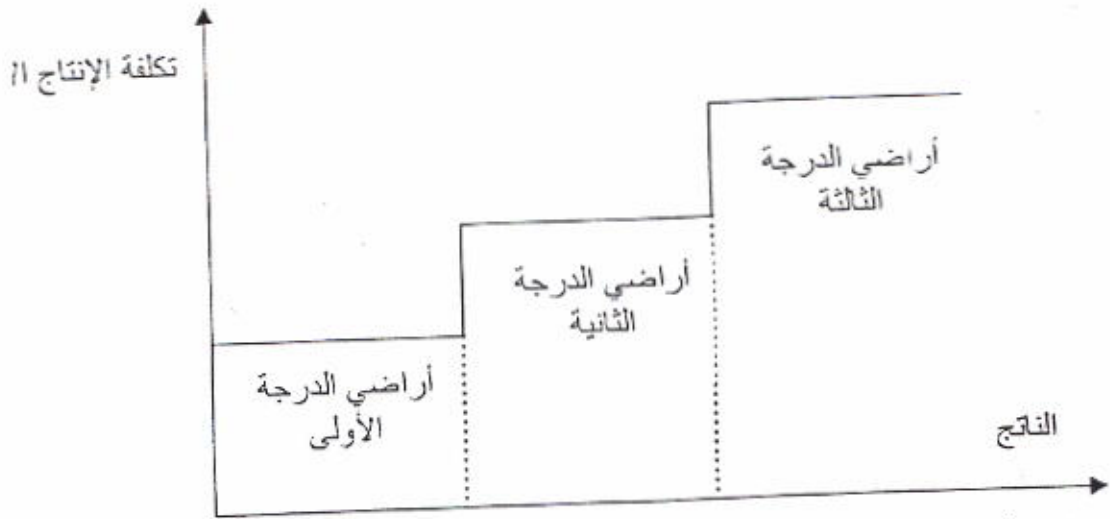 تكلفة الإنتاج ا
أراضي الدرجة
الثالثة
أراضي الدرجة
الثانية
أراضي الدرجة
الأولى
الناتج